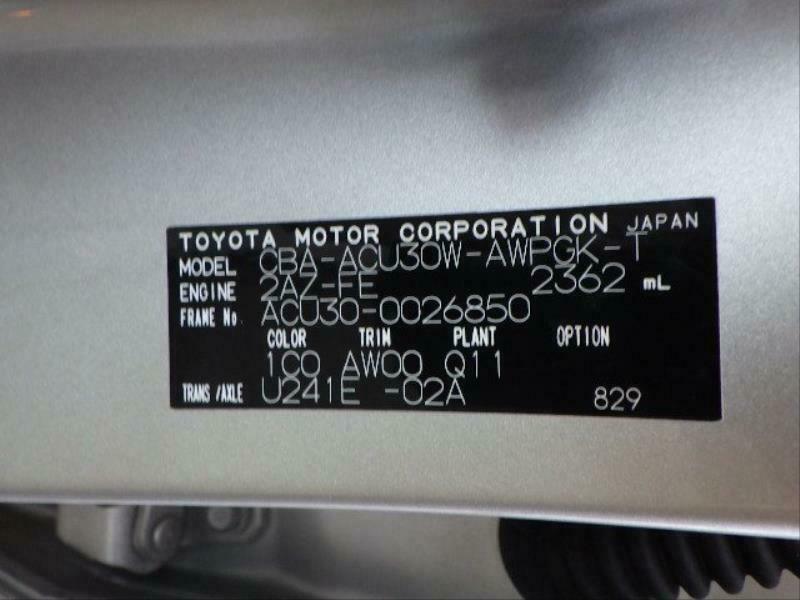 TOYOTA MOTOR CORPORATION JAPAN
MODEL CBA-ACU30W-AWPGK-T
ENGINE 2AZ-FE 2362 mL
FRAME No. ACU30-0026850
COLOR TRIM PLANT OPTION
1C0 AW00 Q11
TRANS/AXLE U241E -02A 829